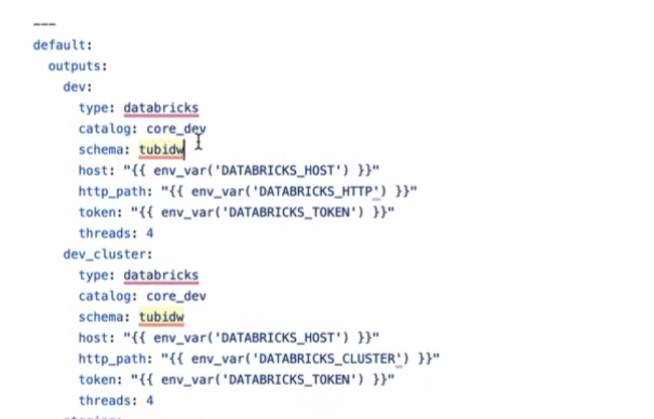 ---
default:
outputs:
dev:
type: databricks
catalog: core_dev
schema: tubidw
host: "{{ env_var('DATABRICKS_HOST') }}"
http_path: "{{ env_var('DATABRICKS_HTTP') }}"
token: "{{ env_var('DATABRICKS_TOKEN') }}"
threads: 4
dev_cluster:
type: databricks
catalog: core_dev
schema: tubidw
host: "{{ env_var('DATABRICKS_HOST') }}"
http_path: "{{ env_var('DATABRICKS_CLUSTER') }}"
token: "{{ env_var('DATABRICKS_TOKEN') }}"
threads: 4